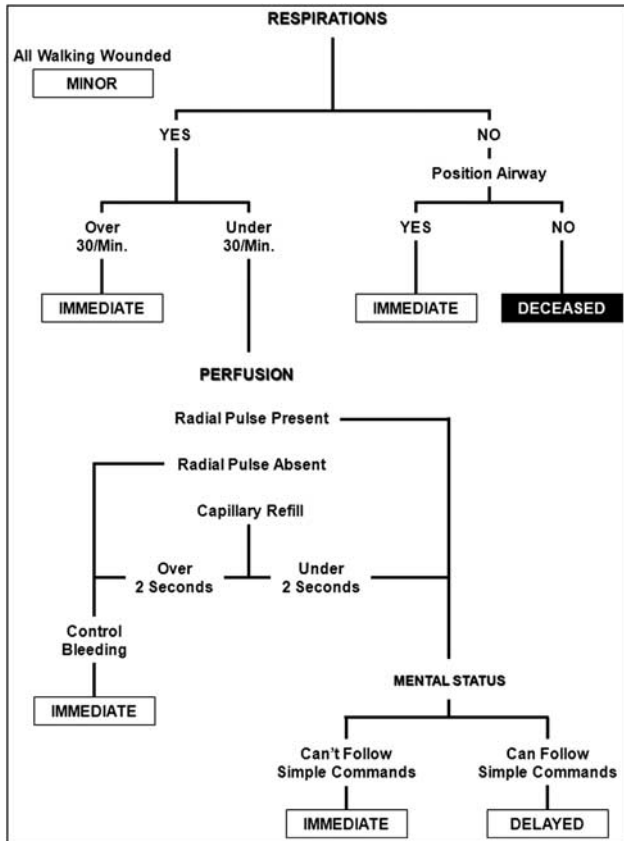 RESPIRATIONS
All Walking Wounded
MINOR
YES
NO
Position Airway
Over
30/Min.
Under
30/Min.
YES
NO
IMMEDIATE
IMMEDIATE
DECEASED
PERFUSION
Radial Pulse Present
Radial Pulse Absent
Capillary Refill
Over
2 Seconds
Under
2 Seconds
Control
Bleeding
IMMEDIATE
MENTAL STATUS
Can't Follow
Simple Commands
Can Follow
Simple Commands
IMMEDIATE
DELAYED